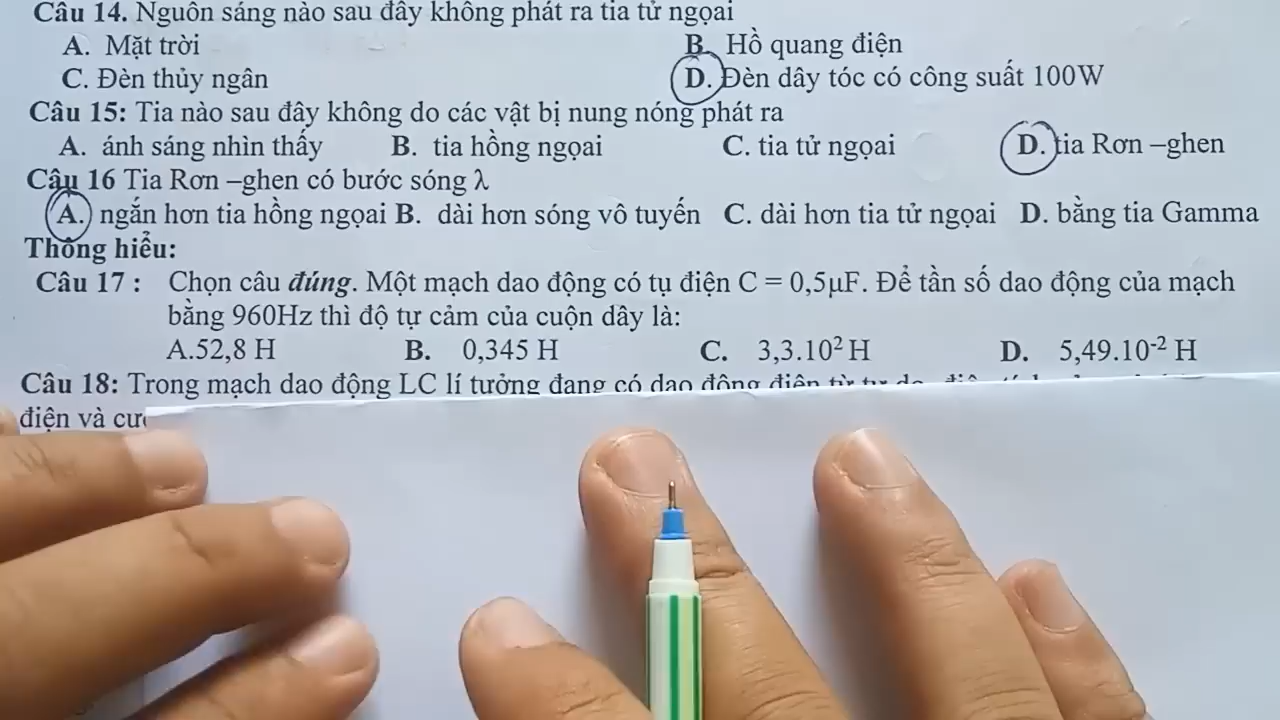 Câu 14. Nguồn sáng nào sau đây không phát ra tia tử ngoại
A. Mặt trời B. Hồ quang điện
C. Đèn thủy ngân D. Đèn dây tóc có công suất 100W
Câu 15: Tia nào sau đây không do các vật bị nung nóng phát ra
A. ánh sáng nhìn thấy B. tia hồng ngoại C. tia tử ngoại D. tia Rơn –ghen
Câu 16 Tia Rơn –ghen có bước sóng λ
A. ngắn hơn tia hồng ngoại B. dài hơn sóng vô tuyến C. dài hơn tia tử ngoại D. bằng tia Gamma
Thông hiểu:
Câu 17 : Chọn câu đúng. Một mạch dao động có tụ điện C = 0,5μF. Để tần số dao động của mạch
bằng 960Hz thì độ tự cảm của cuộn dây là:
A.52,8 H B. 0,345 H C. 3,3.10² H D. 5,49.10⁻² H
Câu 18: Trong mạch dao động LC lí tưởng đang có dao động điện từ tự do
điện và